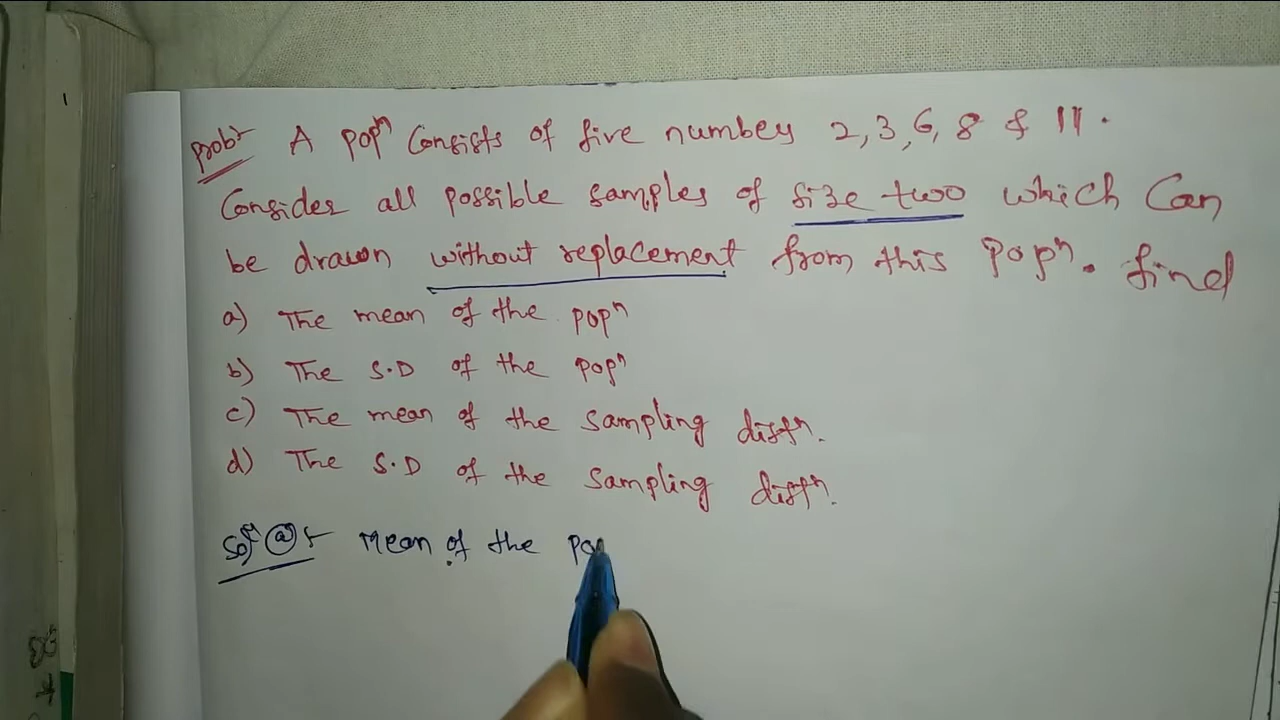 Prob:- A popⁿ Consists of five numbers 2, 3, 6, 8 & 11.
Consider all possible samples of size two which Can
be drawn without replacement from this popⁿ. find
a) The mean of the popⁿ
b) The S.D of the popⁿ
c) The mean of the sampling distⁿ.
d) The S.D of the sampling distⁿ.
Solⁿ (a) :- Mean of the po